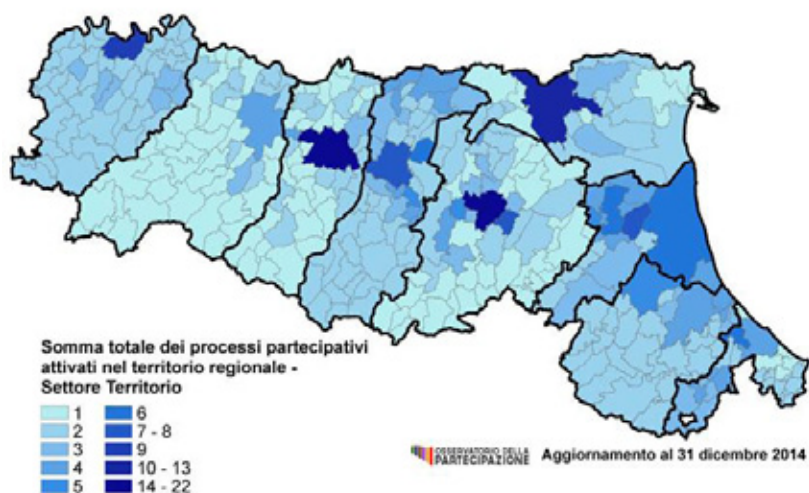 Somma totale dei processi partecipativi
attivati nel territorio regionale -
Settore Territorio
1
2
3
4
5
6
7 - 8
9
10 - 13
14 - 22
OSSERVATORIO DELLA
PARTECIPAZIONE
Aggiornamento al 31 dicembre 2014